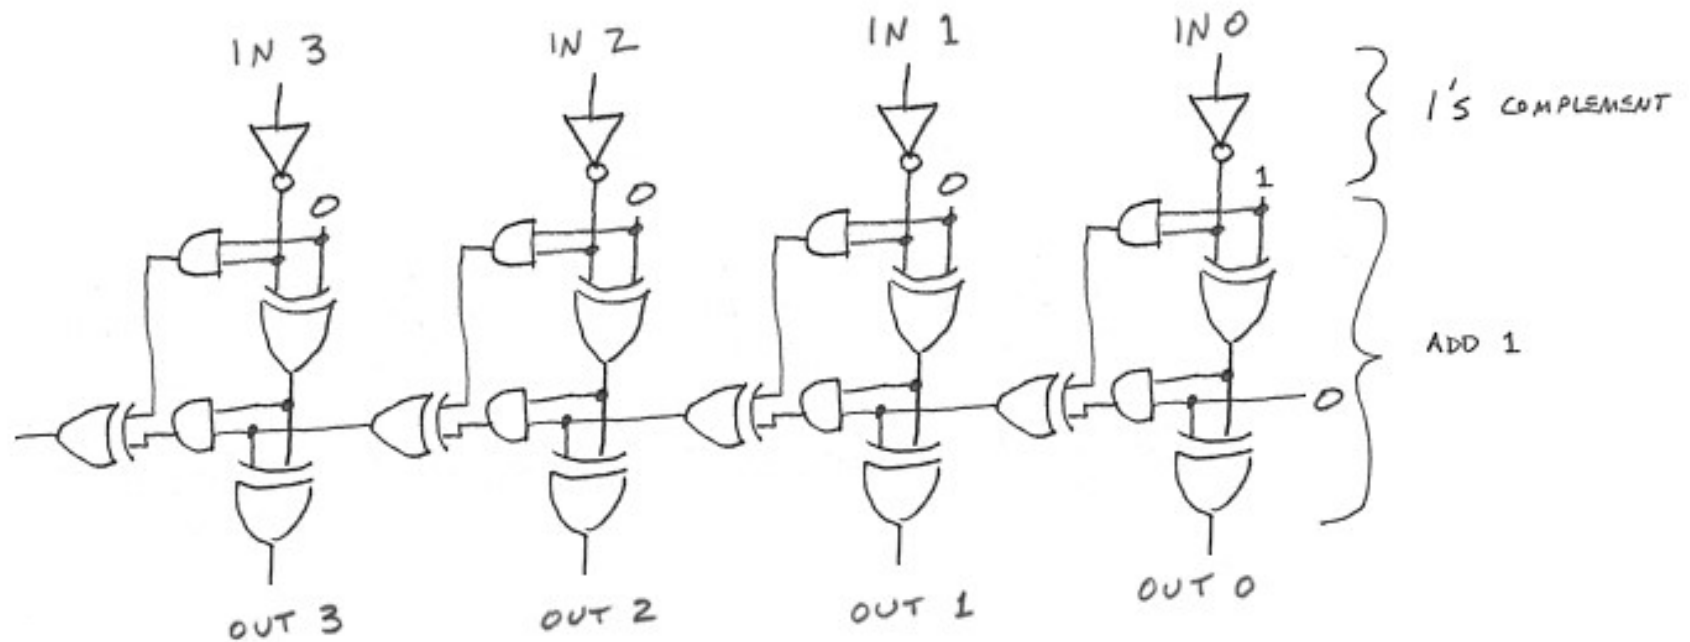 IN 3
IN 2
IN 1
IN 0
1'S COMPLEMENT
0
0
0
1
ADD 1
0
OUT 3
OUT 2
OUT 1
OUT 0